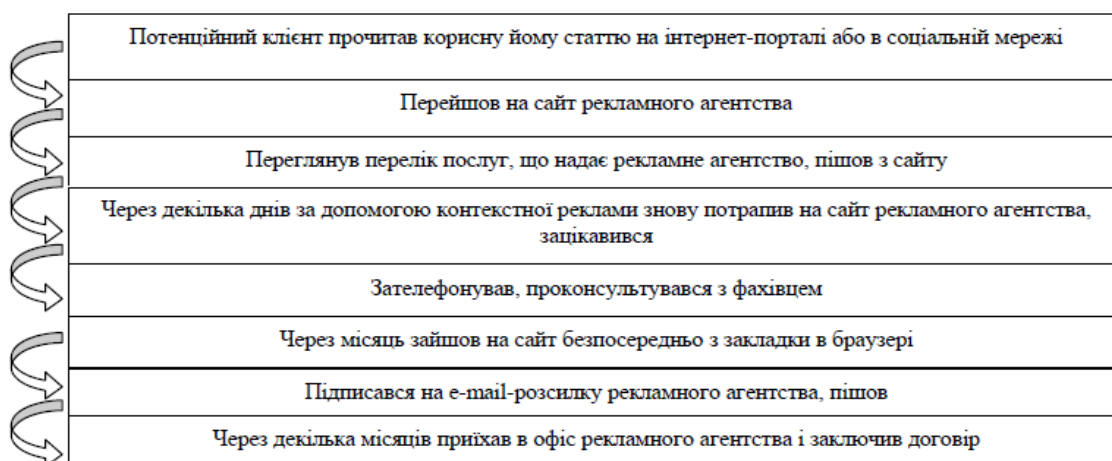 Потенційний клієнт прочитав корисну йому статтю на інтернет-порталі або в соціальній мережі
Перейшов на сайт рекламного агентства
Переглянув перелік послуг, що надає рекламне агентство, пішов з сайту
Через декілька днів за допомогою контекстної реклами знову потрапив на сайт рекламного агентства,
зацікавився
Зателефонував, проконсультувався з фахівцем
Через місяць зайшов на сайт безпосередньо з закладки в браузері
Підписався на e-mail-розсилку рекламного агентства, пішов
Через декілька місяців приїхав в офіс рекламного агентства і заключив договір